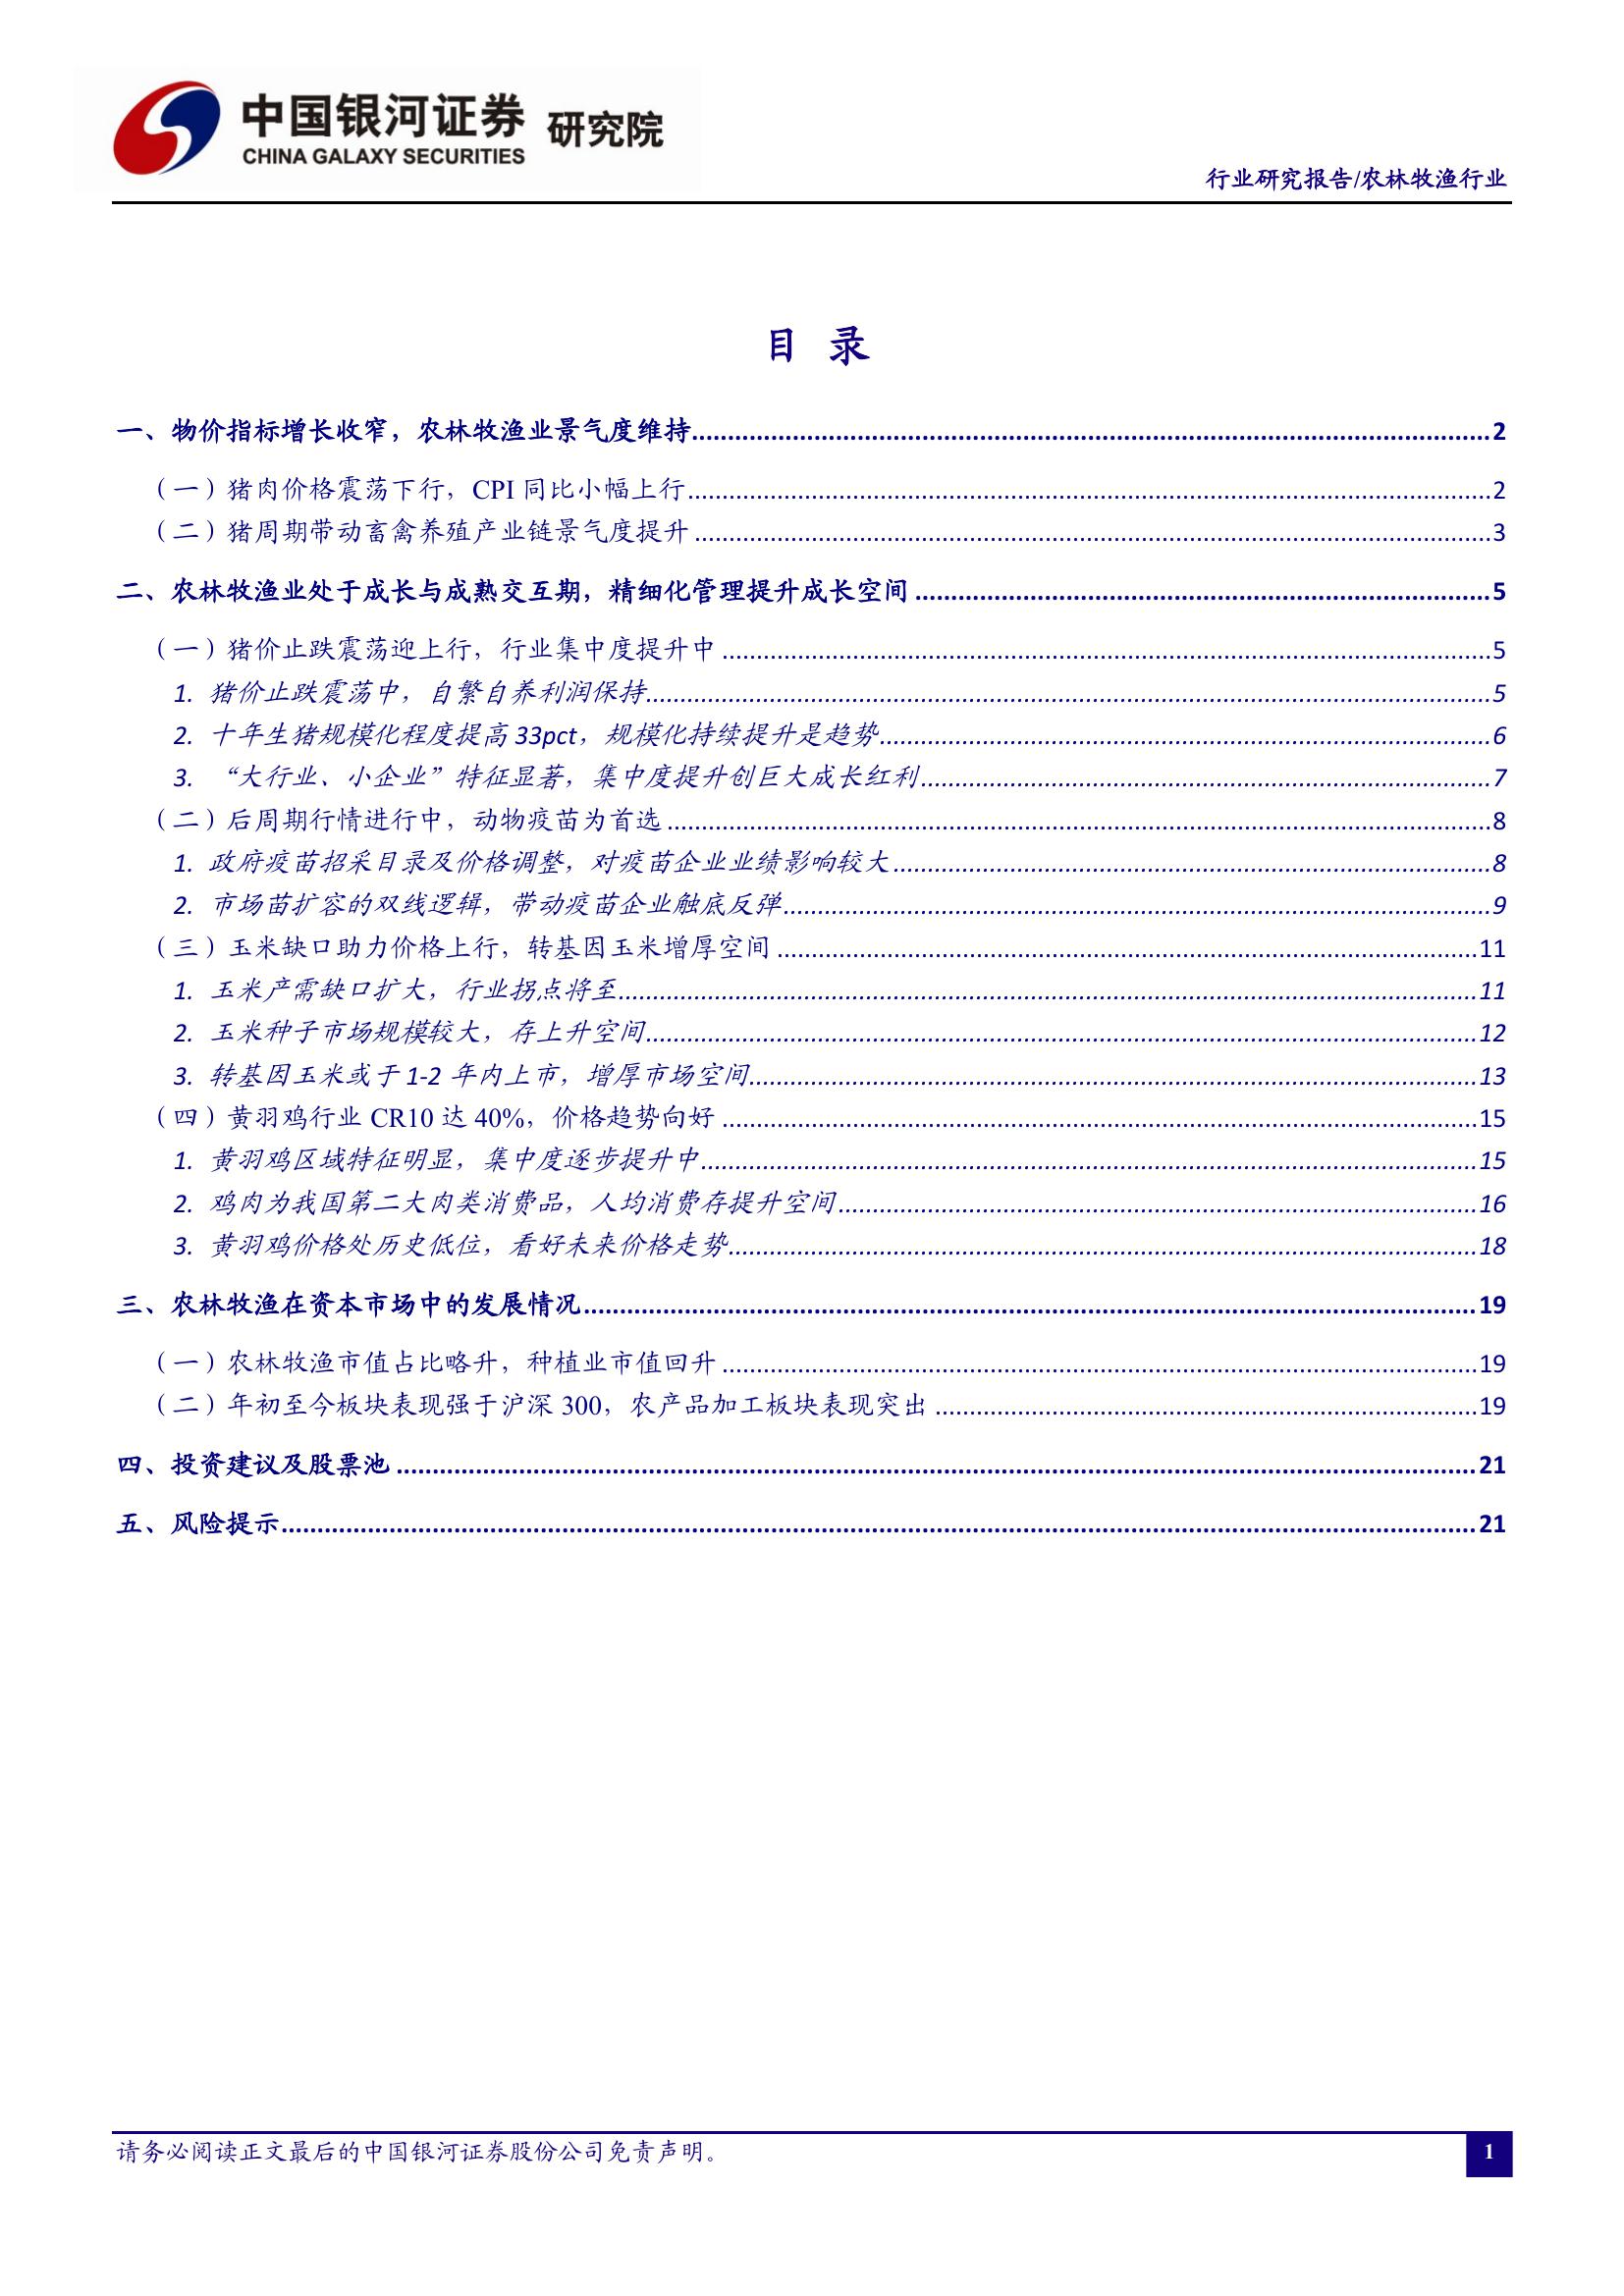 中国银河证券 研究院
CHINA GALAXY SECURITIES
行业研究报告/农林牧渔行业
目 录
一、物价指标增长收窄，农林牧渔业景气度维持 2
（一）猪肉价格震荡下行，CPI 同比小幅上行 2
（二）猪周期带动畜禽养殖产业链景气度提升 3
二、农林牧渔业处于成长与成熟交互期，精细化管理提升成长空间 5
（一）猪价止跌震荡迎上行，行业集中度提升中 5
1. 猪价止跌震荡中，自繁自养利润保持 5
2. 十年生猪规模化程度提高 33pct，规模化持续提升是趋势 6
3. “大行业、小企业”特征显著，集中度提升创巨大成长红利 7
（二）后周期行情进行中，动物疫苗为首选 8
1. 政府疫苗招采目录及价格调整，对疫苗企业业绩影响较大 8
2. 市场苗扩容的双线逻辑，带动疫苗企业触底反弹 9
（三）玉米缺口助力价格上行，转基因玉米增厚空间 11
1. 玉米产需缺口扩大，行业拐点将至 11
2. 玉米种子市场规模较大，存上升空间 12
3. 转基因玉米或于 1-2 年内上市，增厚市场空间 13
（四）黄羽鸡行业 CR10 达 40%，价格趋势向好 15
1. 黄羽鸡区域特征明显，集中度逐步提升中 15
2. 鸡肉为我国第二大肉类消费品，人均消费存提升空间 16
3. 黄羽鸡价格处历史低位，看好未来价格走势 18
三、农林牧渔在资本市场中的发展情况 19
（一）农林牧渔市值占比略升，种植业市值回升 19
（二）年初至今板块表现强于沪深 300，农产品加工板块表现突出 19
四、投资建议及股票池 21
五、风险提示 21
请务必阅读正文最后的中国银河证券股份公司免责声明。 1